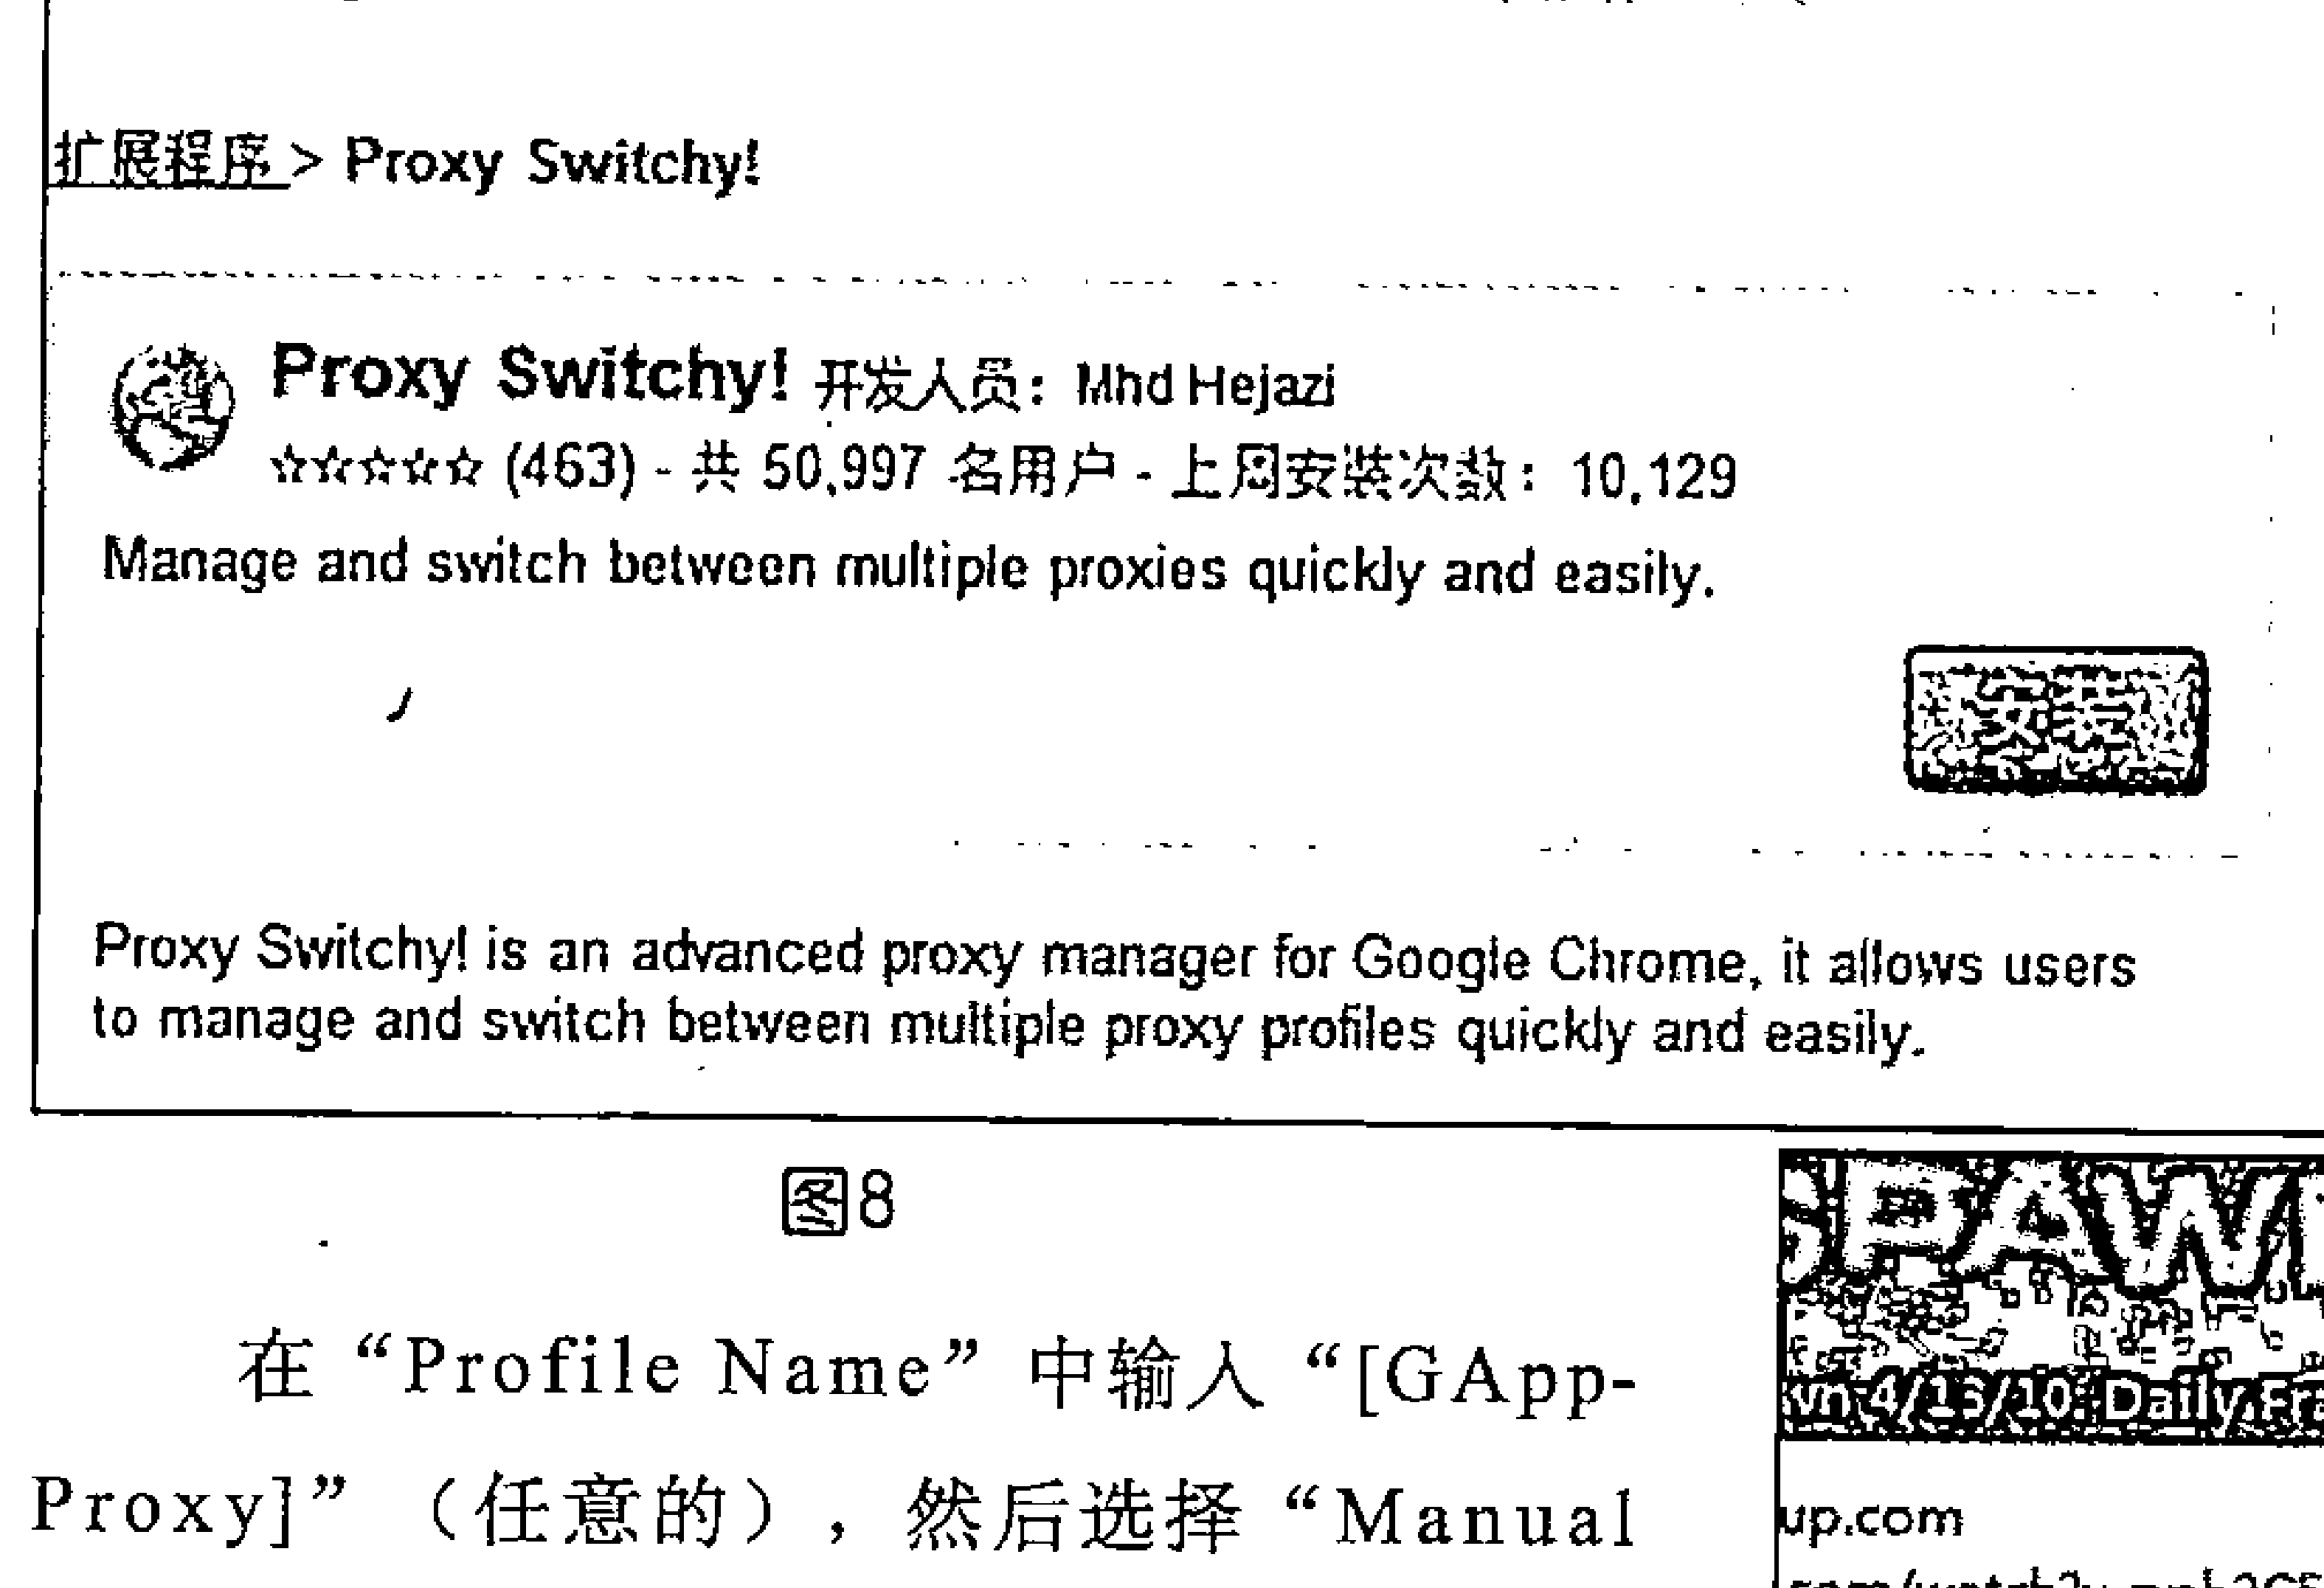 扩展程序 > Proxy Switchy!
Proxy Switchy! 开发人员: Mhd Hejazi
☆☆☆☆☆ (463) - 共 50,997 名用户 - 上周安装次数: 10,129
Manage and switch between multiple proxies quickly and easily.
安装
Proxy Switchy! is an advanced proxy manager for Google Chrome, it allows users
to manage and switch between multiple proxy profiles quickly and easily.
图8
在“Profile Name”中输入“[GApp-
Proxy]”（任意的），然后选择“Manual
SPAW
4/13/10: Daily Fra
up.com